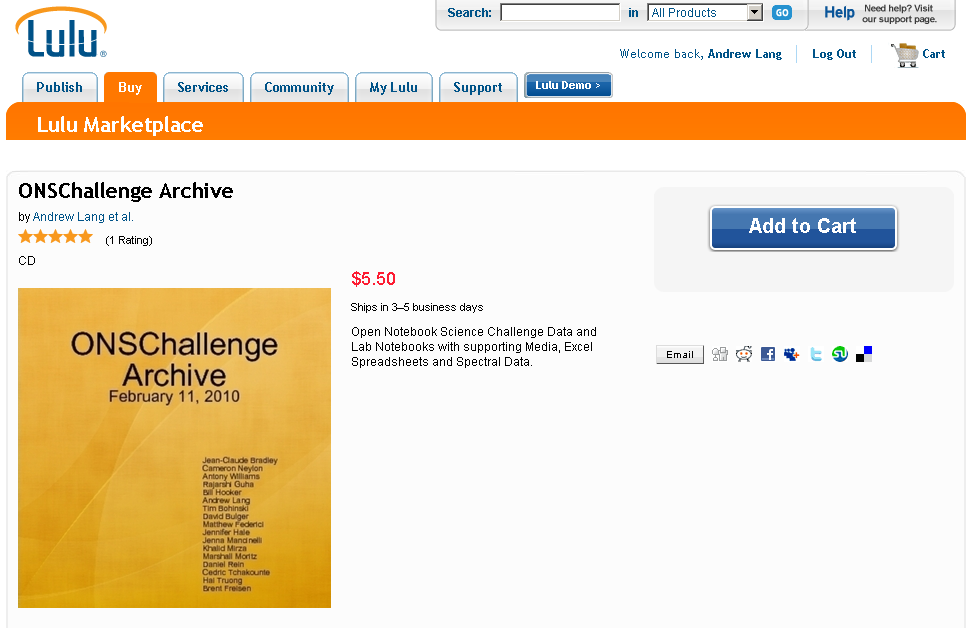 Lulu®
Search: in All Products GO
Help Need help? Visit our support page.
Welcome back, Andrew Lang Log Out Cart
Publish Buy Services Community My Lulu Support Lulu Demo >
Lulu Marketplace
ONSChallenge Archive
by Andrew Lang et al.
(1 Rating)
CD
Add to Cart
$5.50
Ships in 3–5 business days
Open Notebook Science Challenge Data and
Lab Notebooks with supporting Media, Excel
Spreadsheets and Spectral Data.
Email
ONSChallenge
Archive
February 11, 2010
Jean-Claude Bradley
Cameron Neylon
Antony Williams
Rajarshi Guha
Bill Hooker
Andrew Lang
Tim Bohinski
David Bulger
Matthew Federici
Jennifer Hale
Jenna Mancinelli
Khalid Mirza
Marshall Moritz
Daniel Rein
Cedric Tchakounte
Hai Truong
Brent Freisen